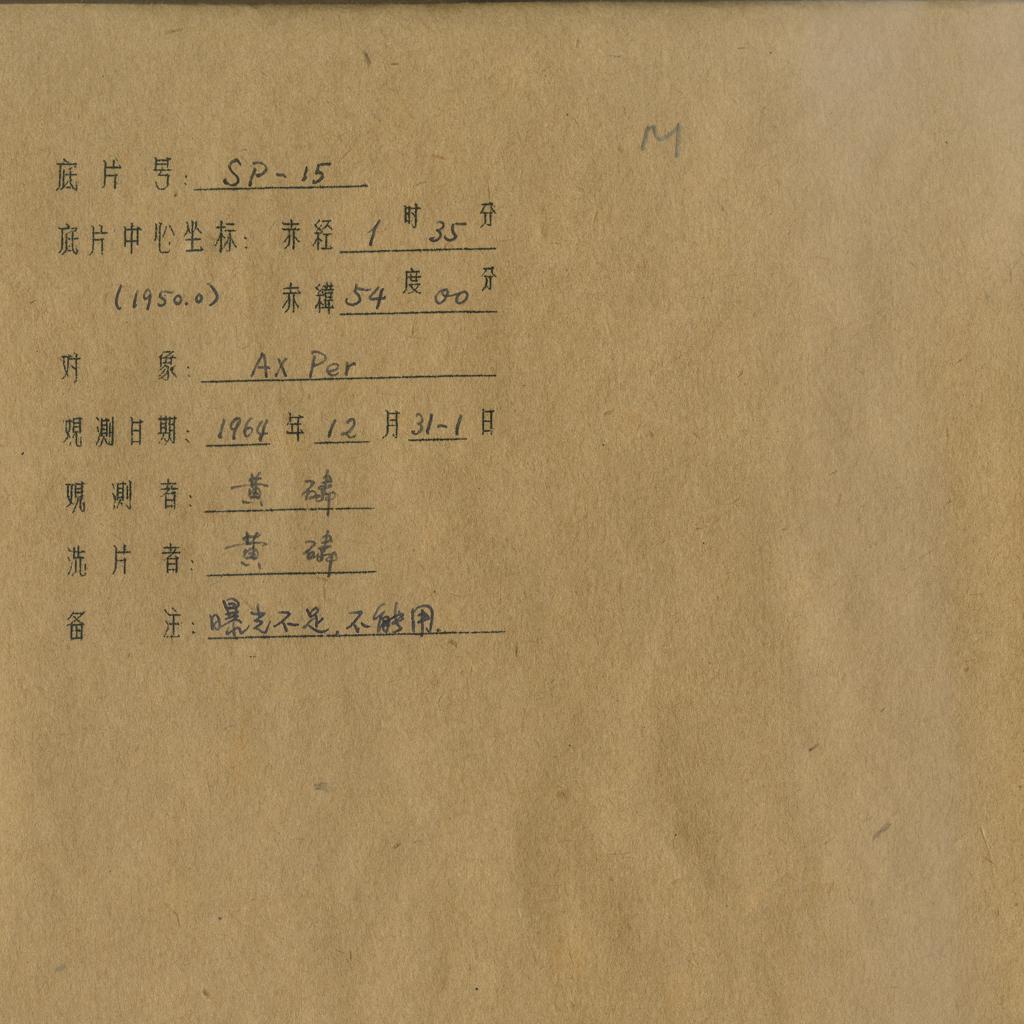 M
底片号: SP-15
底片中心坐标: 赤经 1 时 35 分
(1950.0) 赤緯 54 度 00 分
对象: AX Per
观测日期: 1964 年 12 月 31-1 日
观测者: 黄磷
洗片者: 黄磷
备注: 曝光不足,不能用.